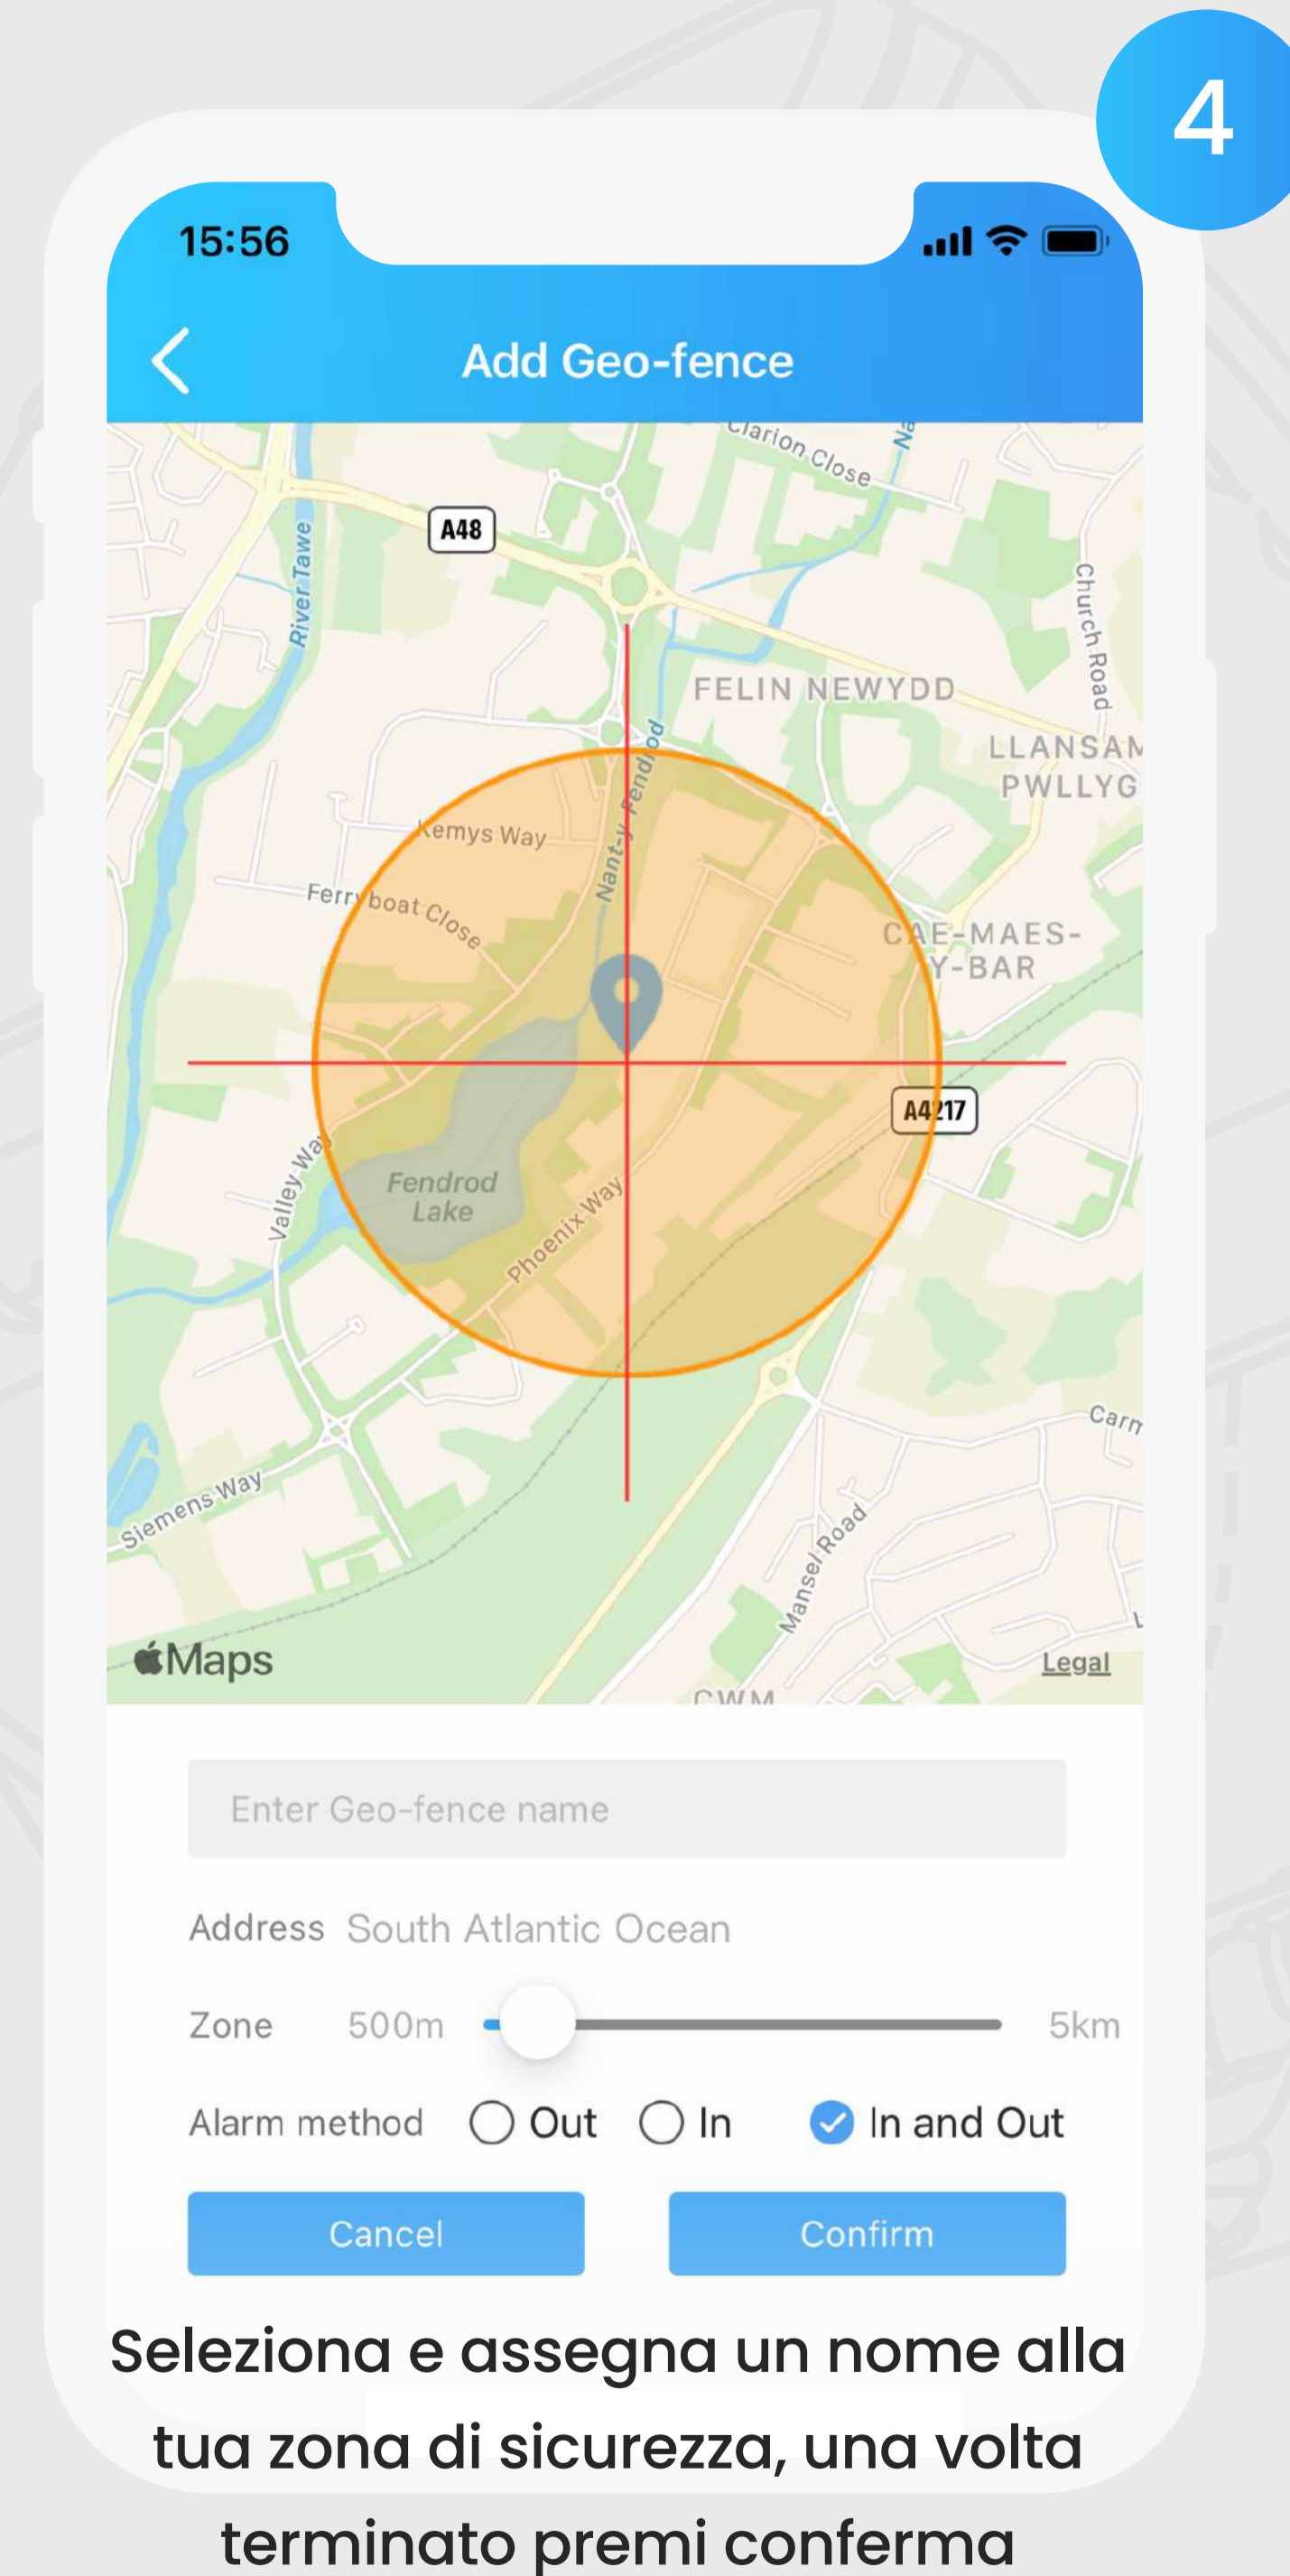 4
15:56
Add Geo-fence
Clarion Close
Na
A48
River Tawe
Church Road
FELIN NEWYDD
LLANSAM
PWLLYG
Nant-y-Fendrod
Kemys Way
Ferryboat Close
CAE-MAES-
Y-BAR
A4217
Valley Way
Fendrod
Lake
Phoenix Way
Carm
Siemens Way
Mansel Road
L
Maps
Legal
CWM
Enter Geo-fence name
Address South Atlantic Ocean
Zone 500m 5km
Alarm method Out In In and Out
Cancel Confirm
Seleziona e assegna un nome alla
tua zona di sicurezza, una volta
terminato premi conferma